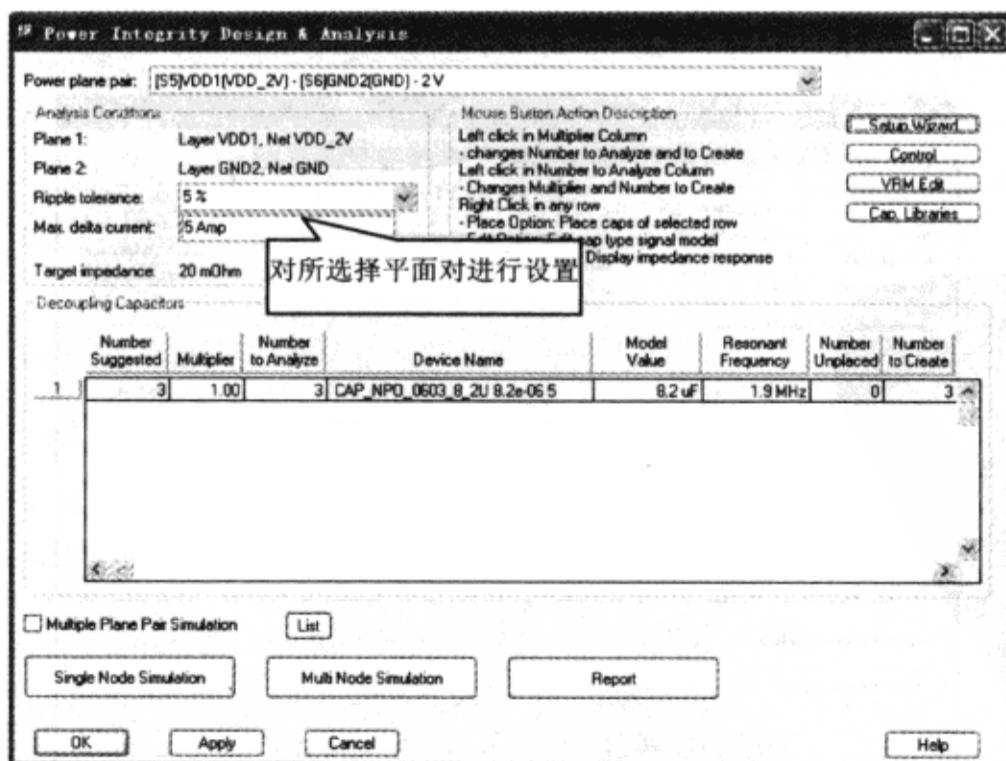 Power Integrity Design & Analysis
Power plane pair: [S5]VDD1(VDD_2V) - [S6]GND2(GND) - 2 V
Analysis Conditions
Plane 1: Layer VDD1, Net VDD_2V
Plane 2: Layer GND2, Net GND
Ripple tolerance: 5 %
Max. delta current: 5 Amp
Target impedance: 20 mOhm
Mouse Button Action Description
Left click in Multiplier Column
- changes Number to Analyze and to Create
Left click in Number to Analyze Column
- Changes Multiplier and Number to Create
Right Click in any row
- Place Option: Place caps of selected row
cap type signal model
Display impedance response
Setup Wizard
Control
VRM Edit
Cap. Libraries
对所选择平面对进行设置
Decoupling Capacitors
Number Suggested Multiplier Number to Analyze Device Name Model Value Resonant Frequency Number Unplaced Number to Create
1 3 1.00 3 CAP_NPO_0603_8_2U 8.2e-06 5 8.2 uF 1.9 MHz 0 3
Multiple Plane Pair Simulation List
Single Node Simulation Multi Node Simulation Report
OK Apply Cancel Help